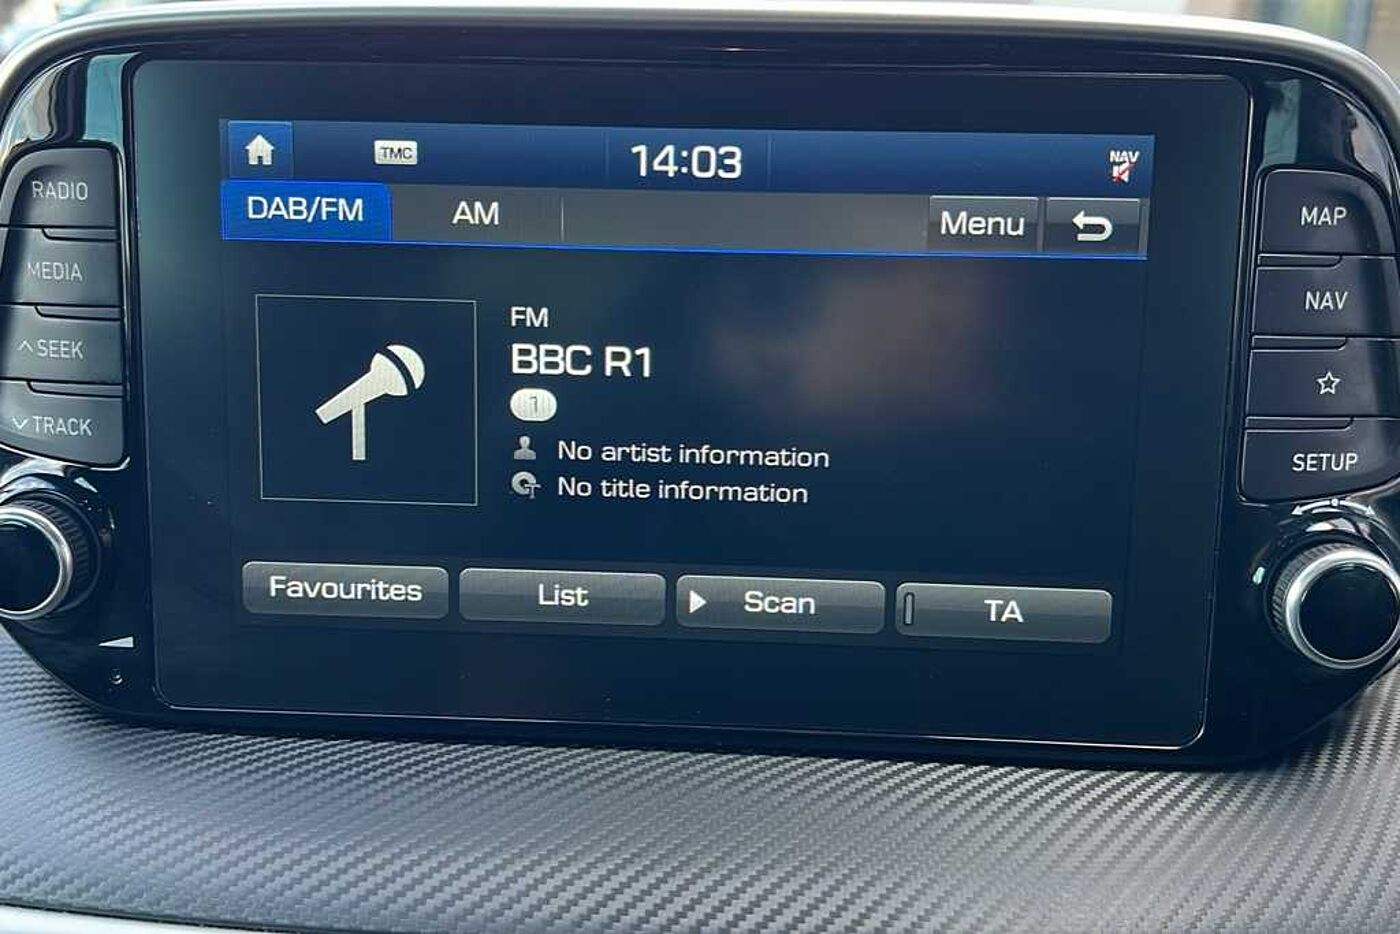 TMC
14:03
NAV
DAB/FM
AM
Menu
RADIO
MEDIA
SEEK
TRACK
FM
BBC R1
1
No artist information
No title information
Favourites
List
Scan
TA
MAP
NAV
SETUP